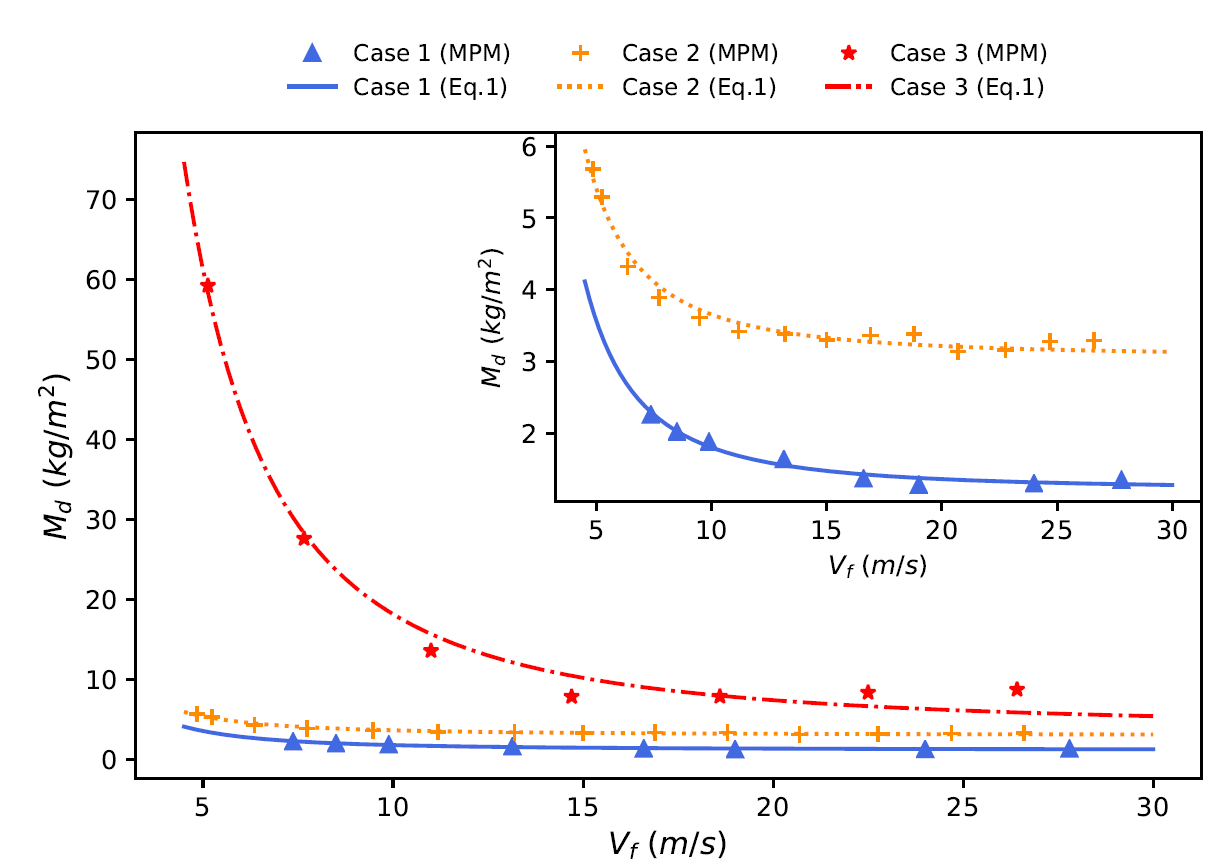 Case 1 (MPM) Case 2 (MPM) Case 3 (MPM)
Case 1 (Eq.1) Case 2 (Eq.1) Case 3 (Eq.1)
M_d (kg/m²)
70
60
50
40
30
20
10
0
5 10 15 20 25 30
V_f (m/s)
M_d (kg/m²)
6
5
4
3
2
5 10 15 20 25 30
V_f (m/s)